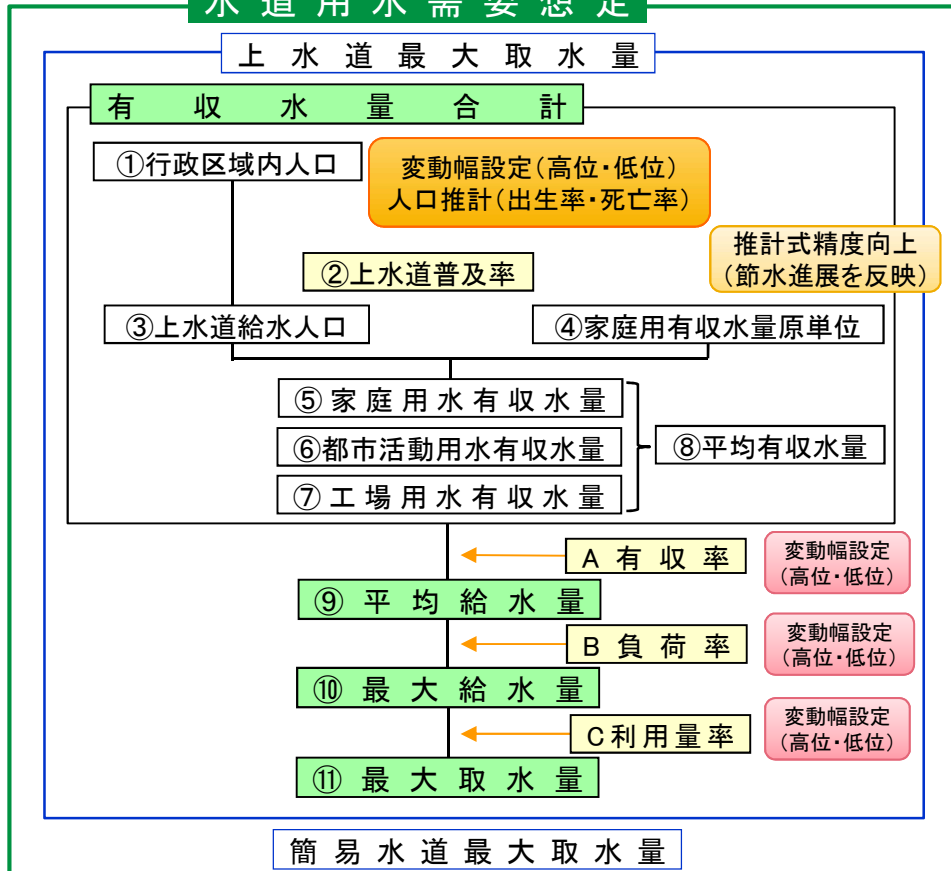 水道用水需要想定
上水道最大取水量
有収水量合計
①行政区域内人口
変動幅設定(高位・低位)
人口推計(出生率・死亡率)
推計式精度向上
(節水進展を反映)
②上水道普及率
③上水道給水人口
④家庭用有収水量原単位
⑤家庭用水有収水量
⑥都市活動用水有収水量
⑧平均有収水量
⑦工場用水有収水量
A有収率
変動幅設定
(高位・低位)
⑨平均給水量
B負荷率
変動幅設定
(高位・低位)
⑩最大給水量
C利用量率
変動幅設定
(高位・低位)
⑪最大取水量
簡易水道最大取水量